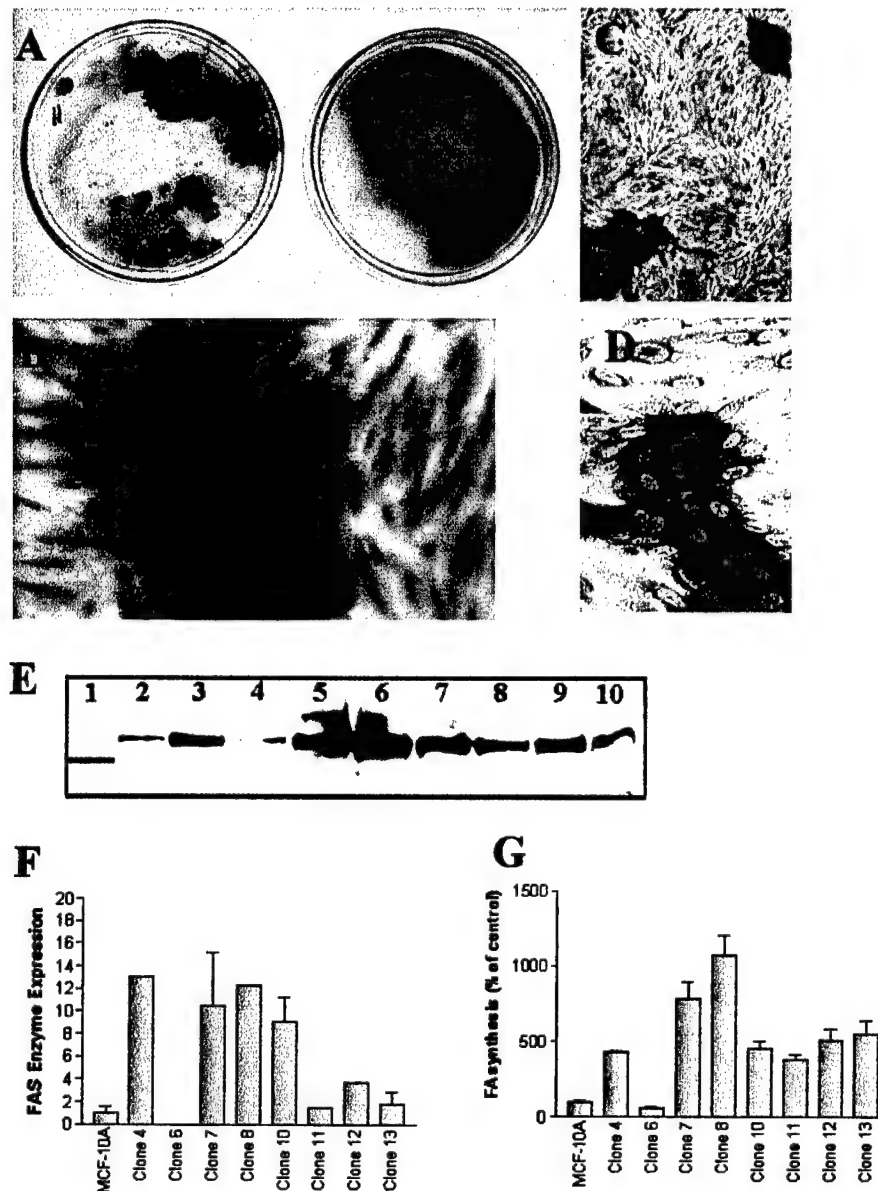 A
C
D
E
1 2 3 4 5 6 7 8 9 10
F
FAS Enzyme Expression
20
18
16
14
12
10
8
6
4
2
0
MCF-10A
Clone 4
Clone 6
Clone 7
Clone 8
Clone 10
Clone 11
Clone 12
Clone 13
G
FA synthesis (% of control)
1500
1000
500
0
MCF-10A
Clone 4
Clone 6
Clone 7
Clone 8
Clone 10
Clone 11
Clone 12
Clone 13